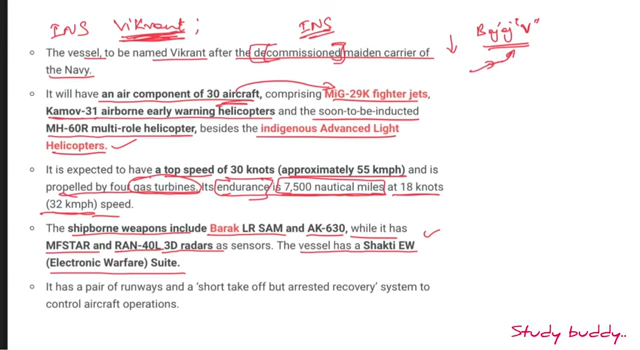 INS Vikrant ; INS
Bajaj "V"
The vessel, to be named Vikrant after the decommissioned maiden carrier of
the Navy.
It will have an air component of 30 aircraft, comprising MiG-29K fighter jets,
Kamov-31 airborne early warning helicopters and the soon-to-be-inducted
MH-60R multi-role helicopter, besides the indigenous Advanced Light
Helicopters.
It is expected to have a top speed of 30 knots (approximately 55 kmph) and is
propelled by four gas turbines. Its endurance is 7,500 nautical miles at 18 knots
(32 kmph) speed.
The shipborne weapons include Barak LR SAM and AK-630, while it has
MFSTAR and RAN-40L 3D radars as sensors. The vessel has a Shakti EW
(Electronic Warfare) Suite.
It has a pair of runways and a 'short take off but arrested recovery' system to
control aircraft operations.
Study buddy..